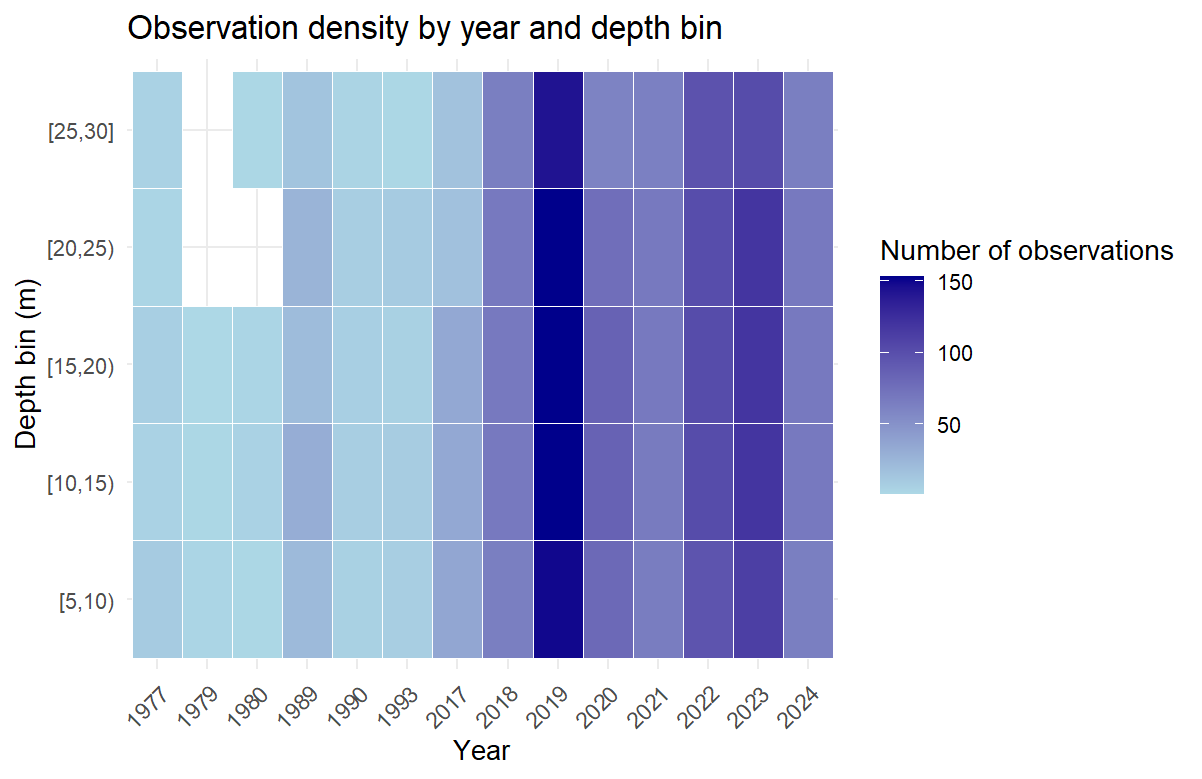 Observation density by year and depth bin
Depth bin (m)
[25,30]
[20,25)
[15,20)
[10,15)
[5,10)
1977 1979 1980 1989 1990 1993 2017 2018 2019 2020 2021 2022 2023 2024
Year
Number of observations
150
100
50